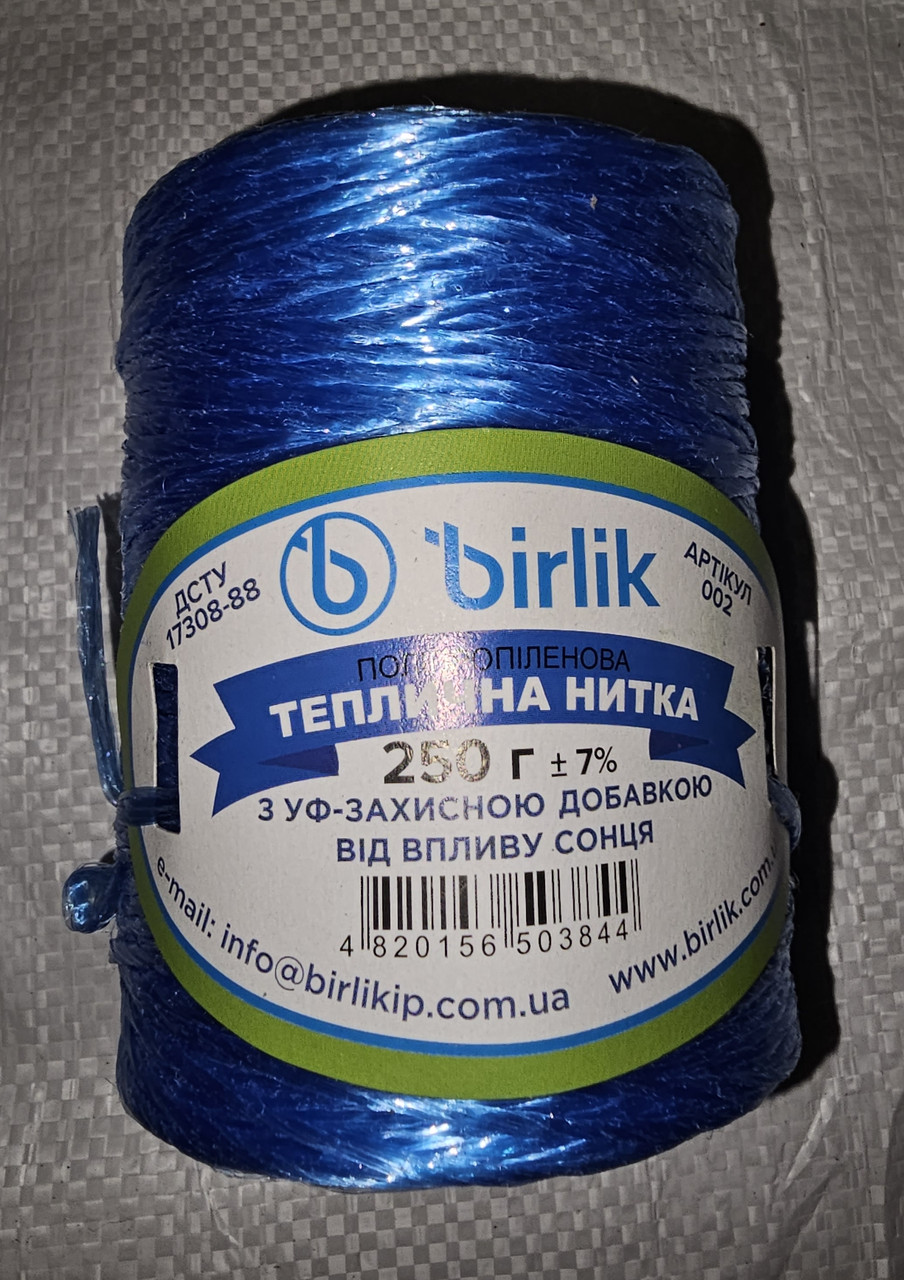 ДСТУ
17308-88
birlik
АРТІКУЛ
002
ПОЛІПРОПІЛЕНОВА
ТЕПЛИЧНА НИТКА
250 г ± 7%
З УФ-ЗАХИСНОЮ ДОБАВКОЮ
ВІД ВПЛИВУ СОНЦЯ
4 820156 503844
e-mail: info@birlikip.com.ua
www.birlik.com.u